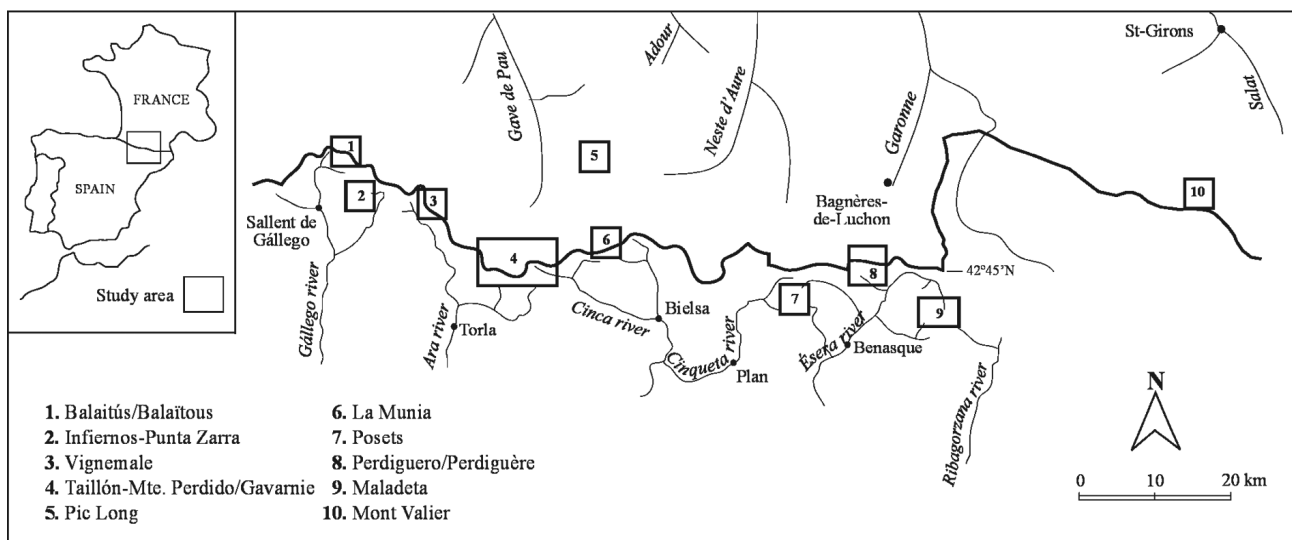 FRANCE
SPAIN
Study area
1
2
3
4
5
6
7
8
9
10
Gave de Pau
Adour
Neste d'Aure
Garonne
St-Girons
Salat
Bagnères-
de-Luchon
Sallent de
Gállego
Gállego river
Ara river
Torla
Cinca river
Bielsa
Cinqueta river
Plan
Ésera river
Benasque
Ribagorzana river
42°45'N
1. Balaitús/Balaïtous
2. Infiernos-Punta Zarra
3. Vignemale
4. Taillón-Mte. Perdido/Gavarnie
5. Pic Long
6. La Munia
7. Posets
8. Perdiguero/Perdiguère
9. Maladeta
10. Mont Valier
N
0 10 20 km